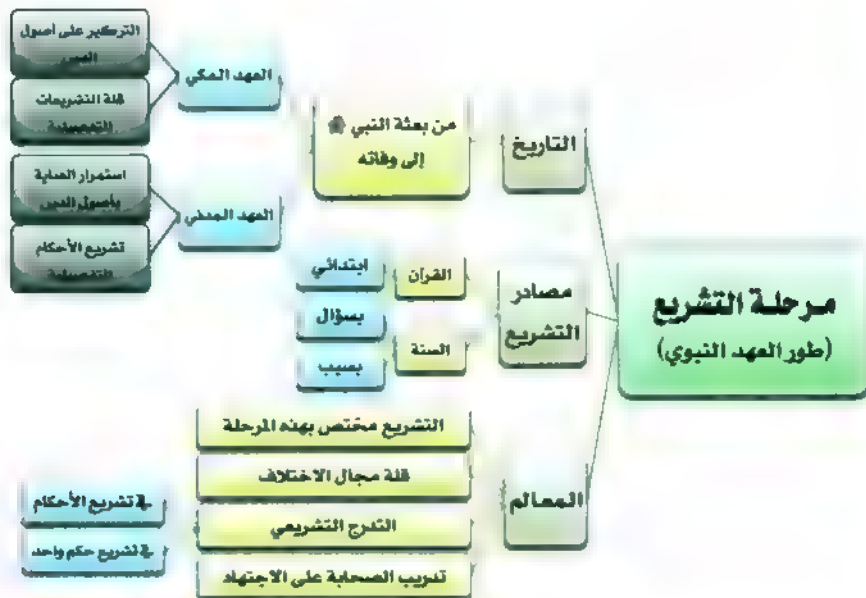 مرحلة التشريع
(طور العهد النبوي)
التاريخ
من بعثة النبي ﷺ
إلى وفاته
العهد المكي
التركيز على أصول
الدين
قلة التشريعات
التفصيلية
العهد المدني
استمرار العناية
بأصول الدين
تشريع الأحكام
التفصيلية
مصادر
التشريع
القرآن
السنة
ابتدائي
بسؤال
بسبب
المعالم
التشريع مختص بهذه المرحلة
قلة مجال الاختلاف
التدرج التشريعي
في تشريع الأحكام
في تشريع حكم واحد
تدريب الصحابة على الاجتهاد